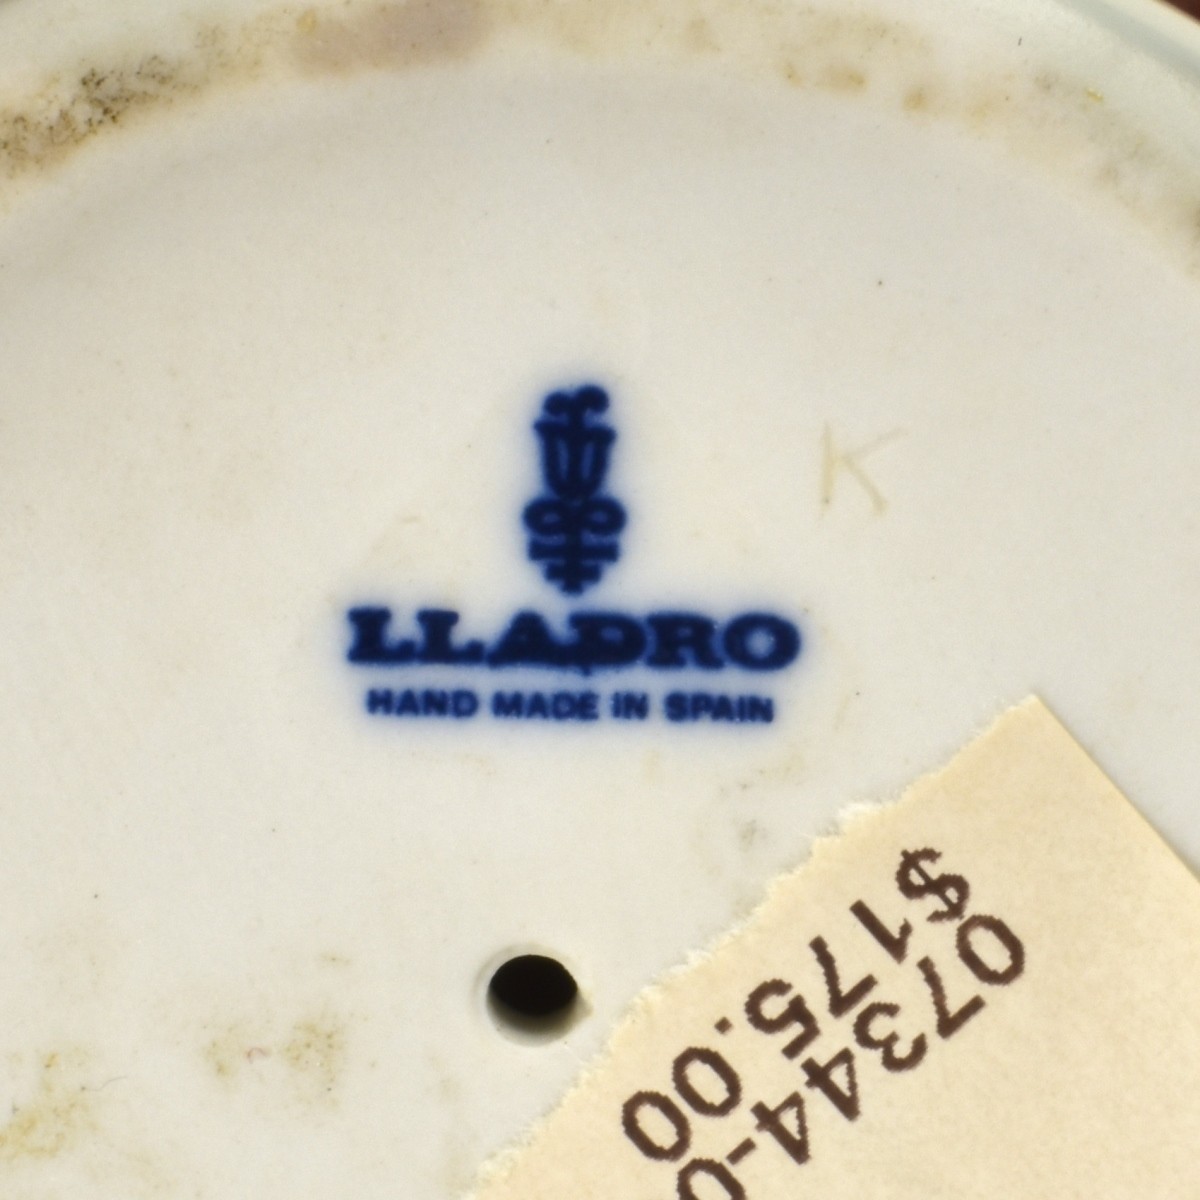 K
LLADRO
HAND MADE IN SPAIN
07344-0
$175.00